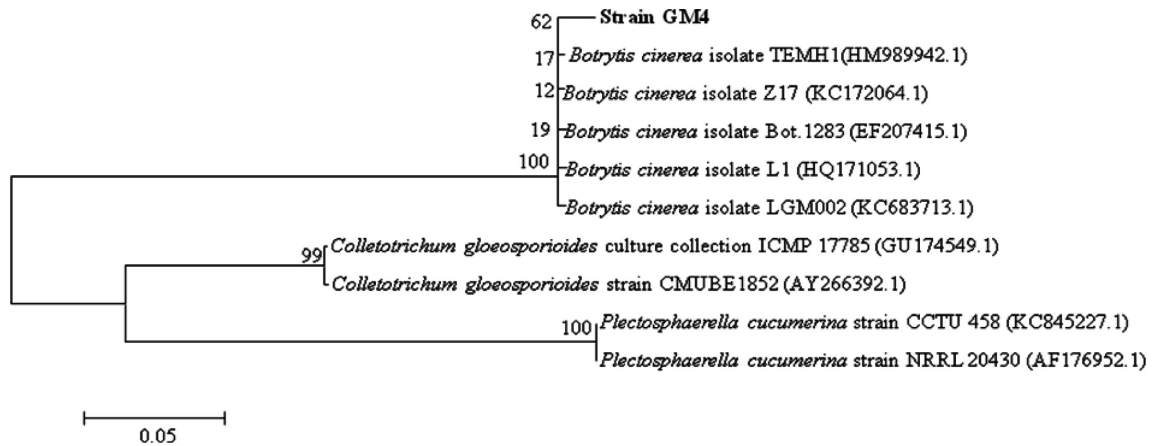 62 Strain GM4
17 Botrytis cinerea isolate TEMH1(HM989942.1)
12 Botrytis cinerea isolate Z17 (KC172064.1)
19 Botrytis cinerea isolate Bot.1283 (EF207415.1)
100 Botrytis cinerea isolate L1 (HQ171053.1)
Botrytis cinerea isolate LGM002 (KC683713.1)
99 Colletotrichum gloeosporioides culture collection ICMP 17785 (GU174549.1)
Colletotrichum gloeosporioides strain CMUBE1852 (AY266392.1)
100 Plectosphaerella cucumerina strain CCTU 458 (KC845227.1)
Plectosphaerella cucumerina strain NRRL 20430 (AF176952.1)
0.05